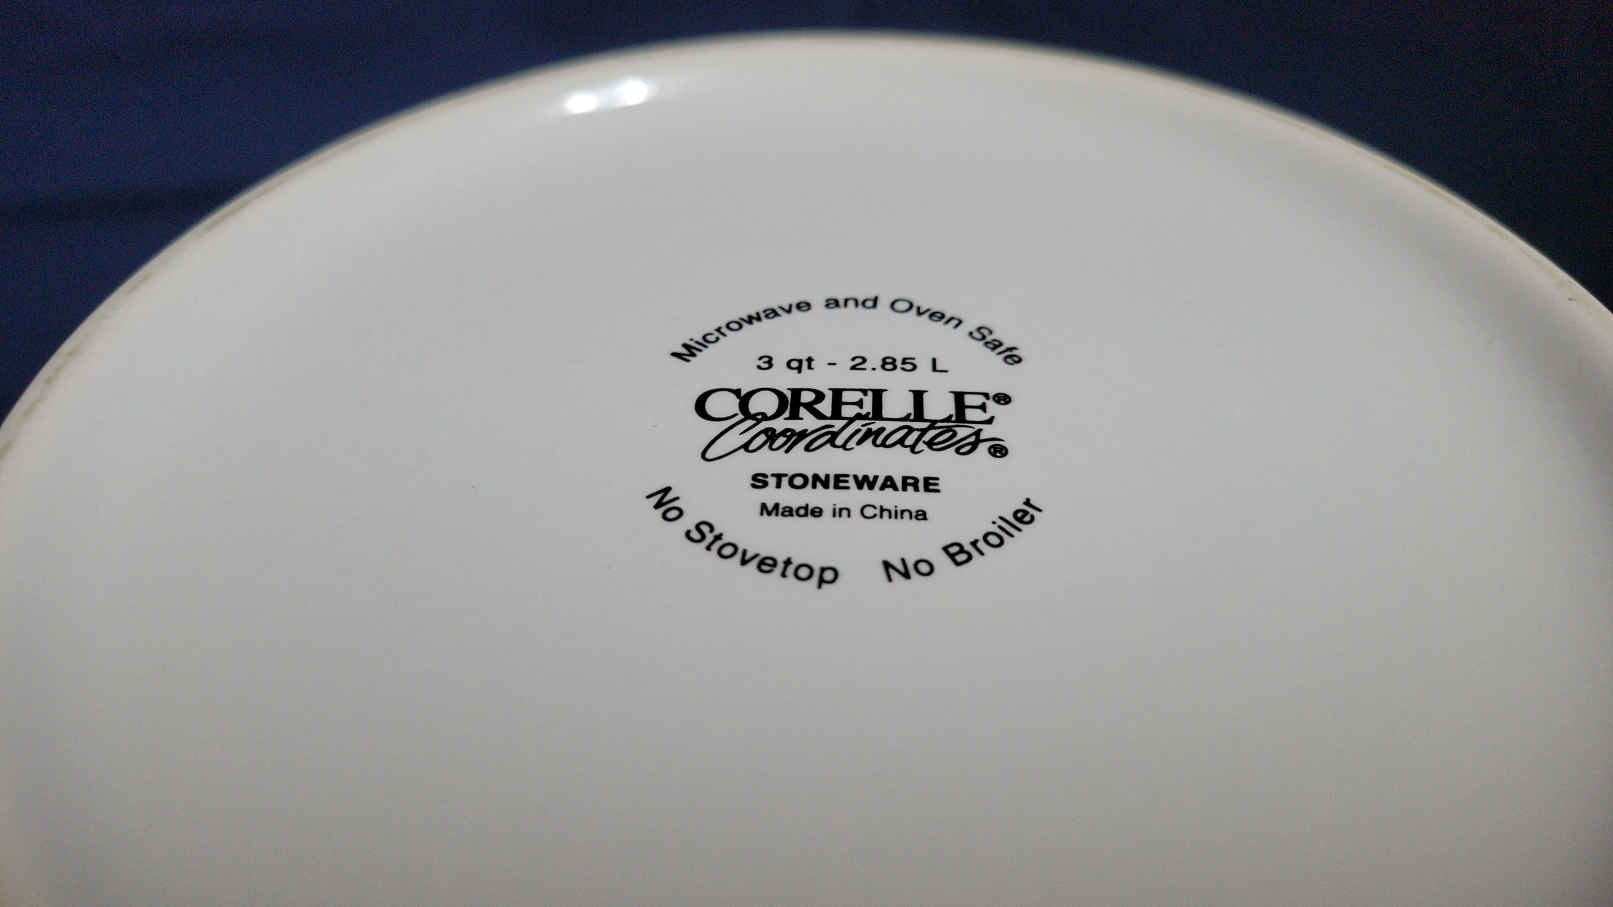 Microwave and Oven Safe
3 qt - 2.85 L
CORELLE®
Coordinates®
STONEWARE
Made in China
No Stovetop No Broiler